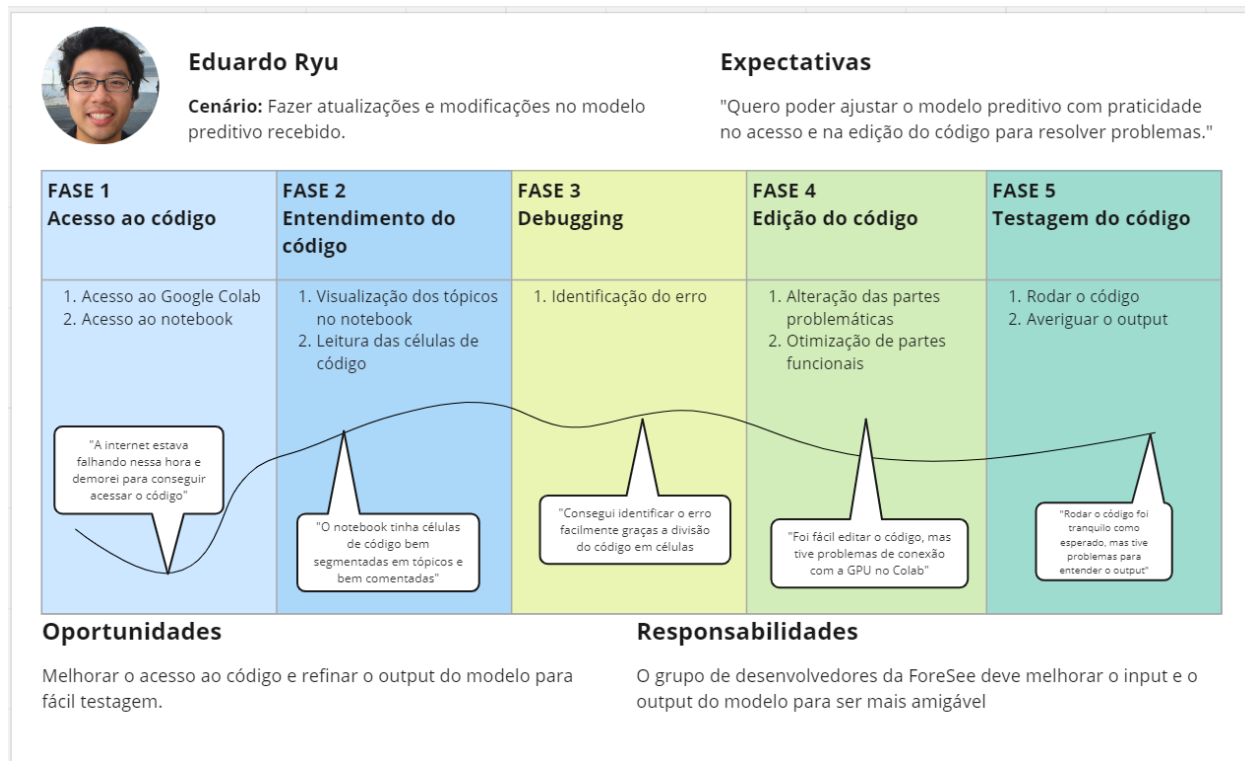 Eduardo Ryu
Cenário: Fazer atualizações e modificações no modelo
preditivo recebido.
Expectativas
"Quero poder ajustar o modelo preditivo com praticidade
no acesso e na edição do código para resolver problemas."
FASE 1
Acesso ao código
FASE 2
Entendimento do
código
FASE 3
Debugging
FASE 4
Edição do código
FASE 5
Testagem do código
1. Acesso ao Google Colab
2. Acesso ao notebook
1. Visualização dos tópicos
no notebook
2. Leitura das células de
código
1. Identificação do erro
1. Alteração das partes
problemáticas
2. Otimização de partes
funcionais
1. Rodar o código
2. Averiguar o output
"A internet estava
falhando nessa hora e
demorei para conseguir
acessar o código"
"O notebook tinha células
de código bem
segmentadas em tópicos e
bem comentadas"
"Consegui identificar o erro
facilmente graças a divisão
do código em células
"Foi fácil editar o código, mas
tive problemas de conexão
com a GPU no Colab"
"Rodar o código foi
tranquilo como
esperado, mas tive
problemas para
entender o output"
Oportunidades
Melhorar o acesso ao código e refinar o output do modelo para
fácil testagem.
Responsabilidades
O grupo de desenvolvedores da ForeSee deve melhorar o input e o
output do modelo para ser mais amigável